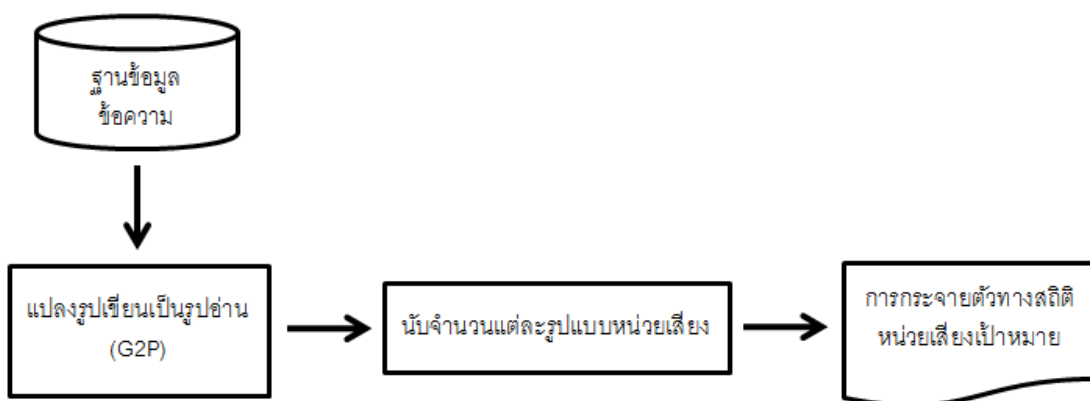 ฐานข้อมูล
ข้อความ
แปลงรูปเขียนเป็นรูปอ่าน
(G2P)
นับจำนวนแต่ละรูปแบบหน่วยเสียง
การกระจายตัวทางสถิติ
หน่วยเสียงเป้าหมาย